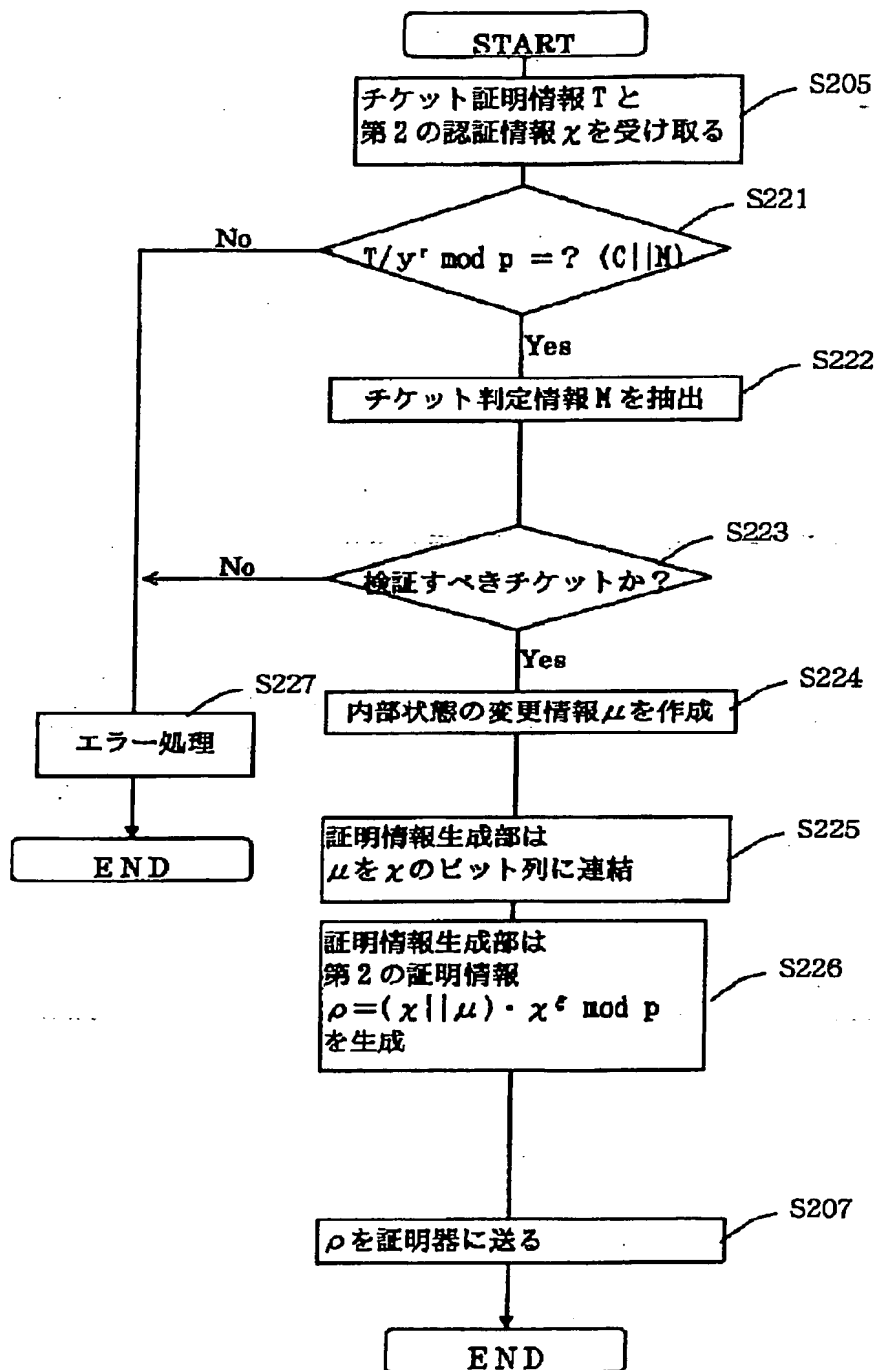 START
S205
チケット証明情報Tと
第2の認証情報χを受け取る
S221
No
T/y^r mod p =? (C||M)
Yes
S222
チケット判定情報Mを抽出
S223
No
検証すべきチケットか?
Yes
S224
内部状態の変更情報μを作成
S227
エラー処理
END
S225
証明情報生成部は
μをχのビット列に連結
S226
証明情報生成部は
第2の証明情報
ρ=(χ||μ)・χ^ξ mod p
を生成
S207
ρを証明器に送る
END